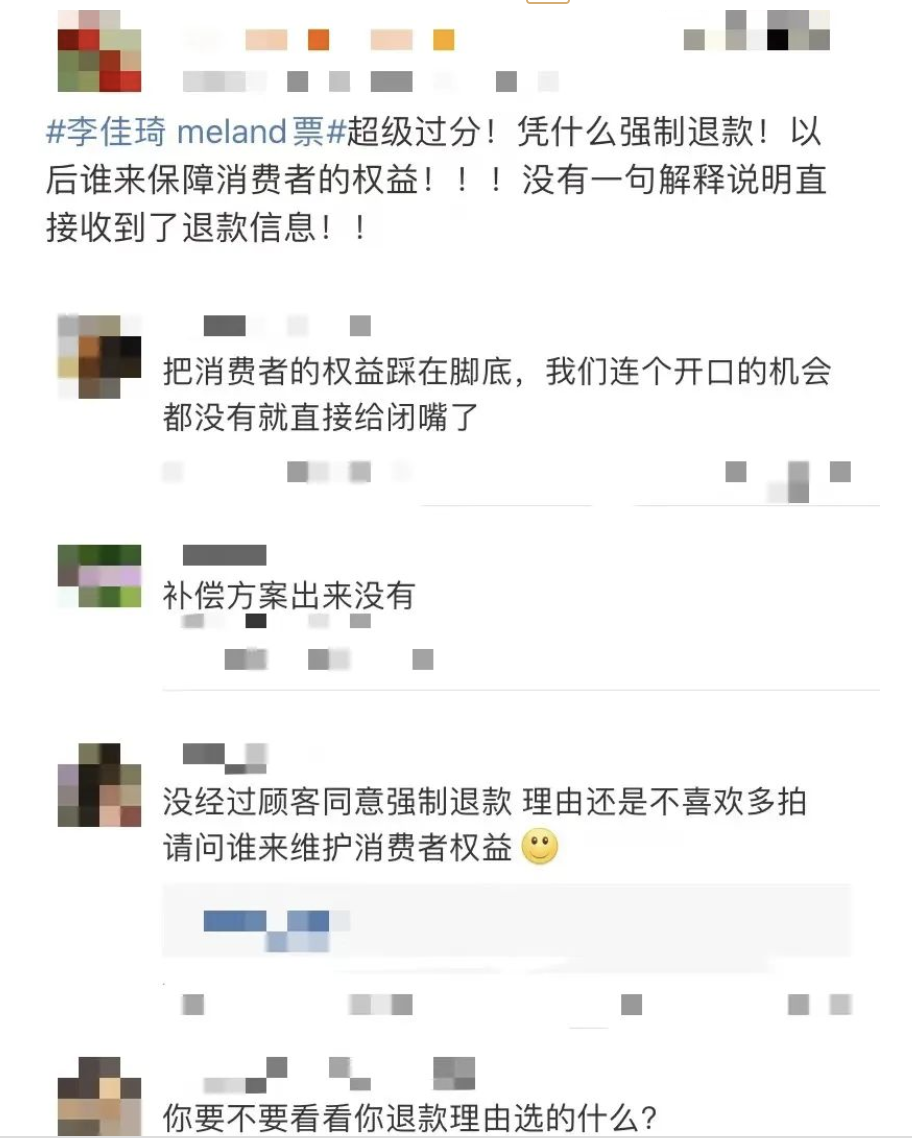 #李佳琦 meland票#超级过分！凭什么强制退款！以
后谁来保障消费者的权益！！！没有一句解释说明直
接收到了退款信息！！
把消费者的权益踩在脚底，我们连个开口的机会
都没有就直接给闭嘴了
补偿方案出来没有
没经过顾客同意强制退款 理由还是不喜欢多拍
请问谁来维护消费者权益
你要不要看看你退款理由选的什么?